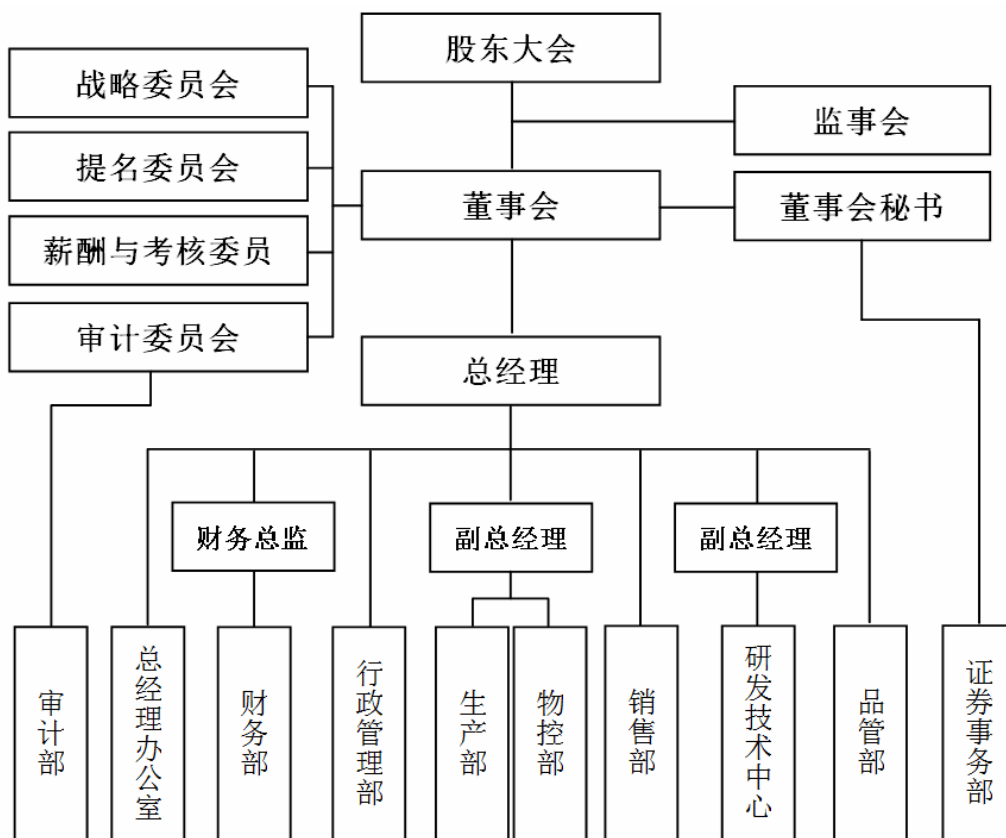 股东大会
战略委员会
监事会
提名委员会
董事会
董事会秘书
薪酬与考核委员
审计委员会
总经理
财务总监
副总经理
副总经理
审计部
总经理办公室
财务部
行政管理部
生产部
物控部
销售部
研发技术中心
品管部
证券事务部